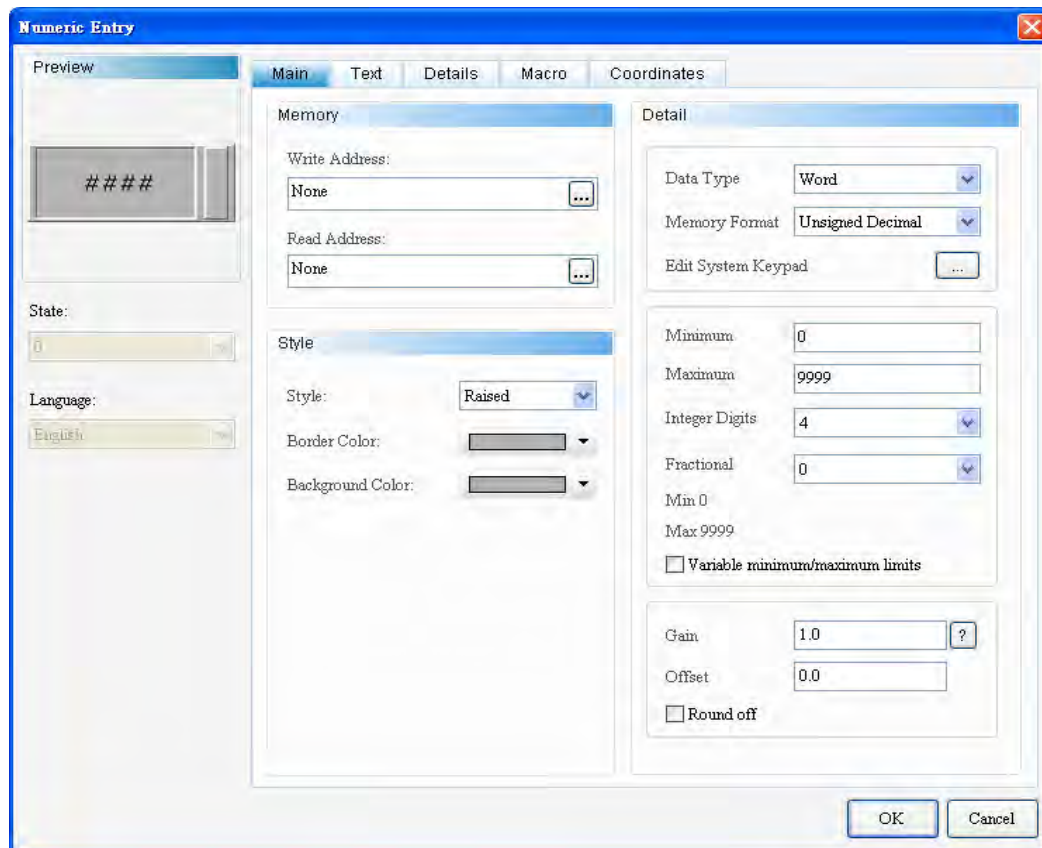 Numeric Entry
Preview
####
State:
0
Language:
English
Main Text Details Macro Coordinates
Memory
Write Address:
None
...
Read Address:
None
...
Style
Style: Raised
Border Color:
Background Color:
Detail
Data Type Word
Memory Format Unsigned Decimal
Edit System Keypad ...
Minimum 0
Maximum 9999
Integer Digits 4
Fractional 0
Min 0
Max 9999
Variable minimum/maximum limits
Gain 1.0 ?
Offset 0.0
Round off
OK Cancel